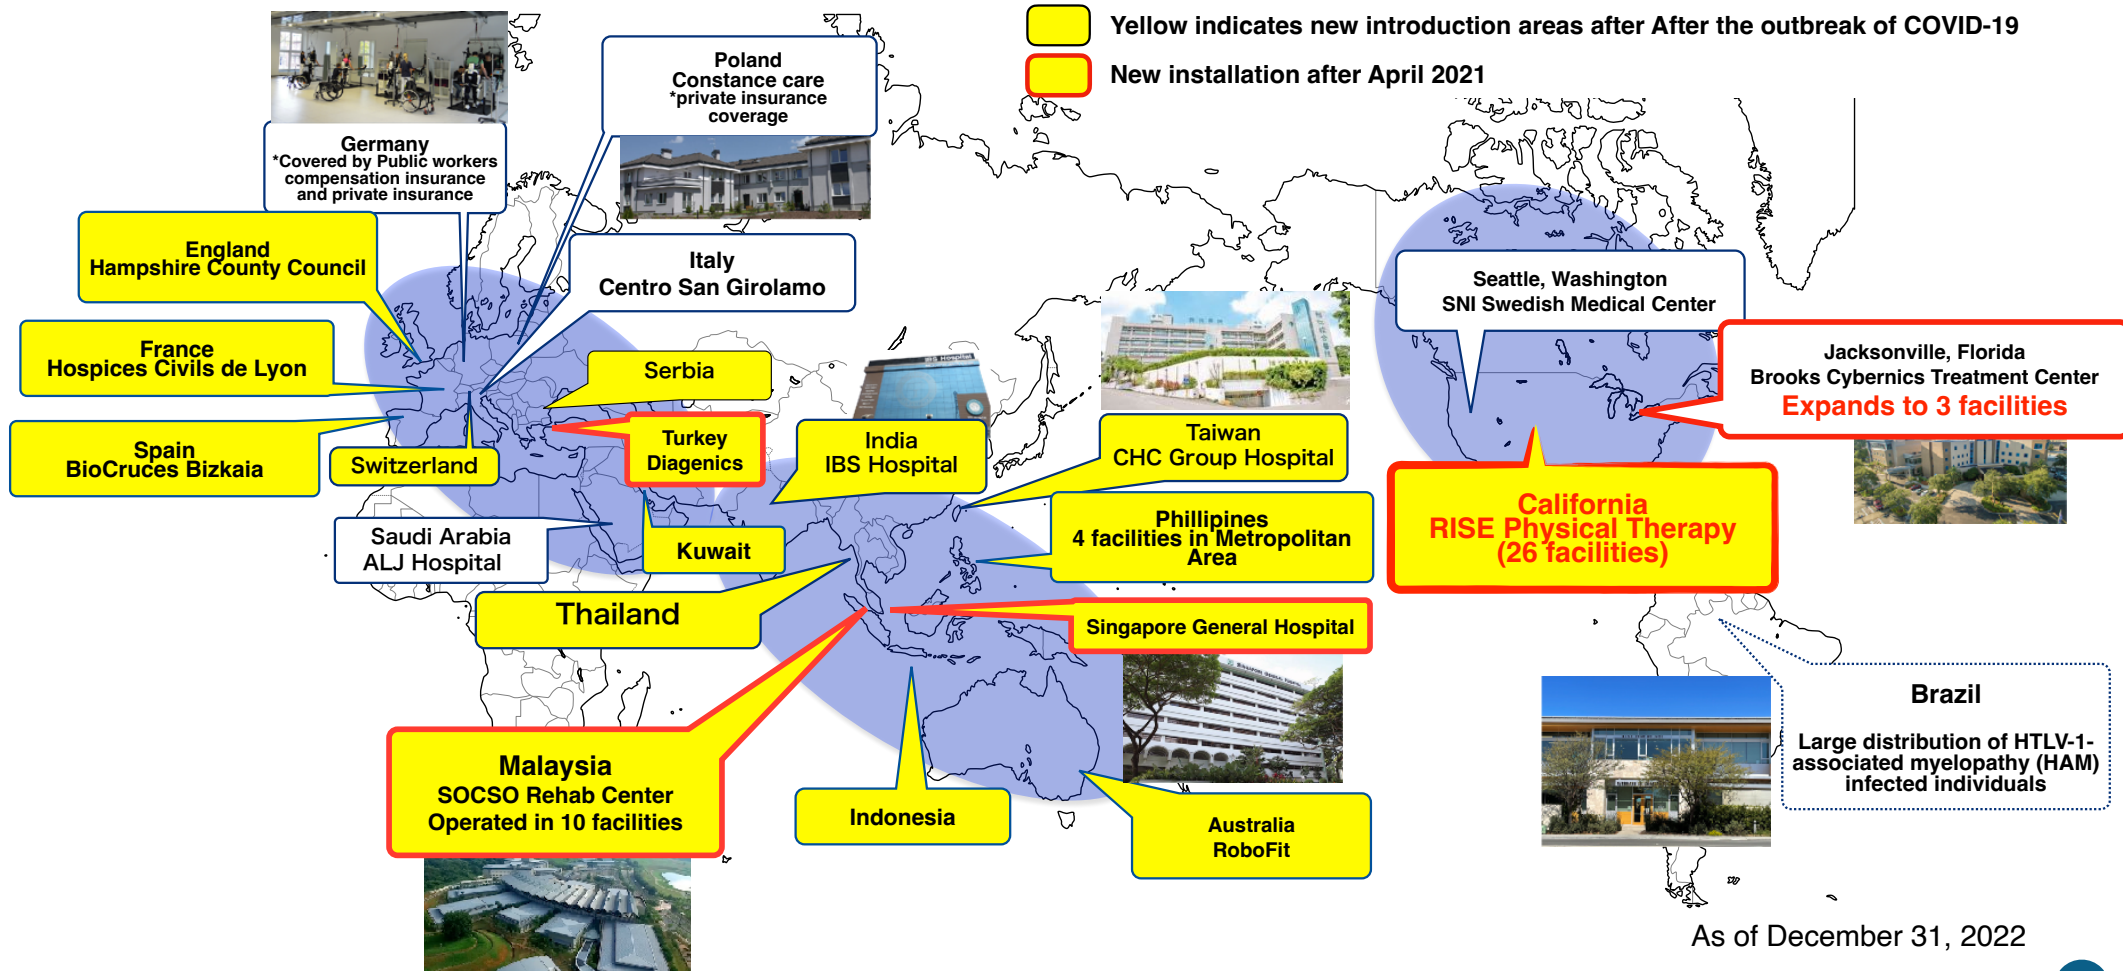 Yellow indicates new introduction areas after After the outbreak of COVID-19
New installation after April 2021
Poland
Constance care
*private insurance
coverage
Germany
*Covered by Public workers
compensation insurance
and private insurance
England
Hampshire County Council
Italy
Centro San Girolamo
Seattle, Washington
SNI Swedish Medical Center
France
Hospices Civils de Lyon
Serbia
IBS Hospital
Jacksonville, Florida
Brooks Cybernics Treatment Center
Expands to 3 facilities
Spain
BioCruces Bizkaia
Switzerland
Turkey
Diagenics
India
IBS Hospital
Taiwan
CHC Group Hospital
Saudi Arabia
ALJ Hospital
Kuwait
Phillipines
4 facilities in Metropolitan
Area
California
RISE Physical Therapy
(26 facilities)
Thailand
Singapore General Hospital
Malaysia
SOCSO Rehab Center
Operated in 10 facilities
Indonesia
Australia
RoboFit
Brazil
Large distribution of HTLV-1-
associated myelopathy (HAM)
infected individuals
As of December 31, 2022